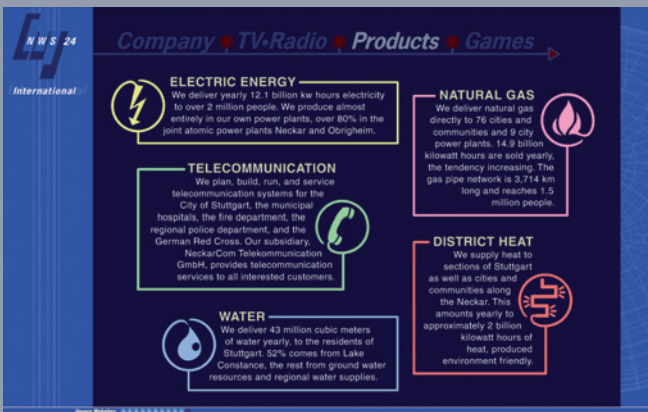 NWS 24
International
Company TV•Radio Products Games
ELECTRIC ENERGY
We deliver yearly 12.1 billion kw hours electricity
to over 2 million people. We produce almost
entirely in our own power plants, over 80% in the
joint atomic power plants Neckar and Obrigheim.
TELECOMMUNICATION
We plan, build, run, and service
telecommunication systems for the
City of Stuttgart, the municipal
hospitals, the fire department, the
regional police department, and the
German Red Cross. Our subsidiary,
NeckarCom Telekommunication
GmbH, provides telecommunication
services to all interested customers.
WATER
We deliver 43 million cubic meters
of water yearly, to the residents of
Stuttgart. 52% comes from Lake
Constance, the rest from ground water
resources and regional water supplies.
NATURAL GAS
We deliver natural gas
directly to 76 cities and
communities and 9 city
power plants. 14.9 billion
kilowatt hours are sold yearly,
the tendency increasing. The
gas pipe network is 3,714 km
long and reaches 1.5
million people.
DISTRICT HEAT
We supply heat to
sections of Stuttgart
as well as cities and
communities along
the Neckar. This
amounts yearly to
approximately 2 billion
kilowatt hours of
heat, produced
environment friendly.